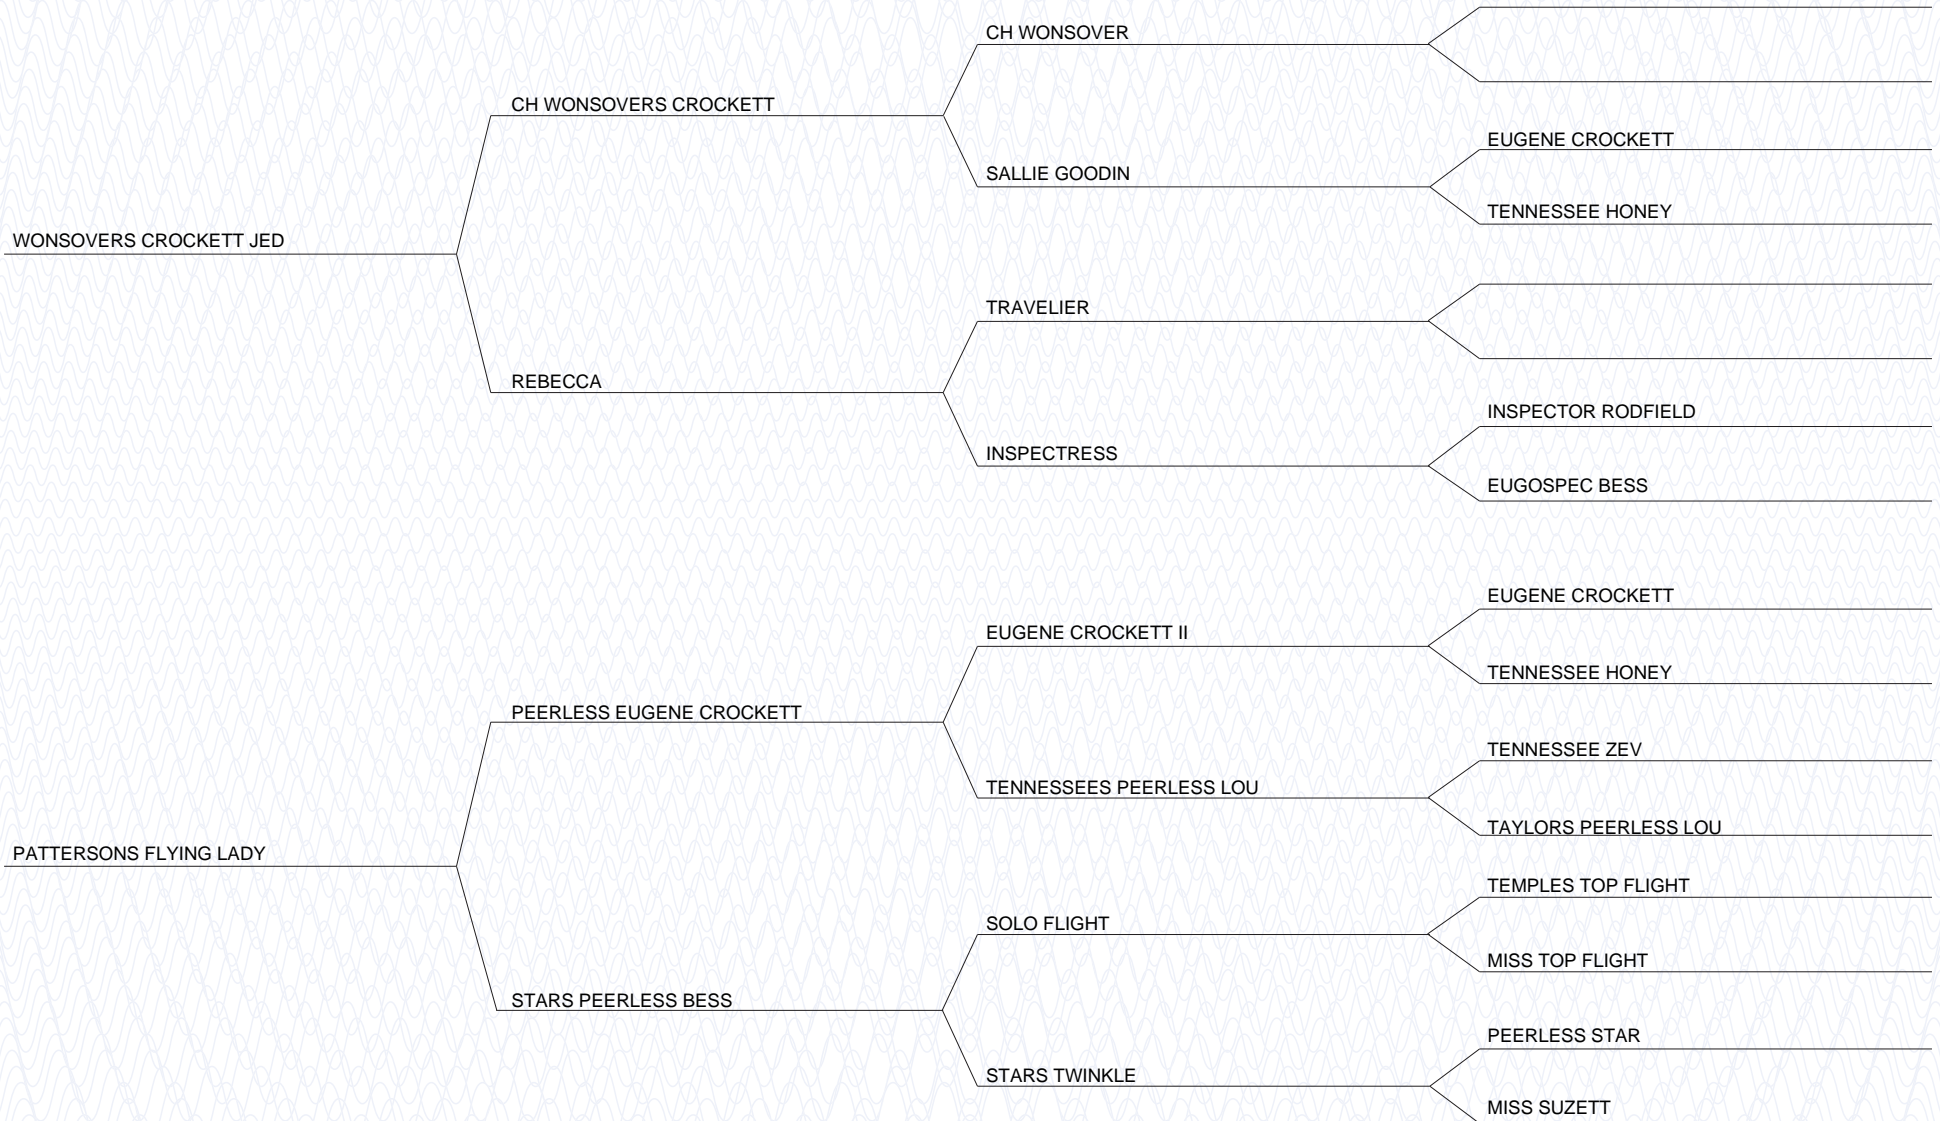 CH WONSOVER
CH WONSOVERS CROCKETT
EUGENE CROCKETT
SALLIE GOODIN
TENNESSEE HONEY
WONSOVERS CROCKETT JED
TRAVELIER
REBECCA
INSPECTOR RODFIELD
INSPECTRESS
EUGOSPEC BESS
EUGENE CROCKETT
EUGENE CROCKETT II
TENNESSEE HONEY
PEERLESS EUGENE CROCKETT
TENNESSEE ZEV
TENNESSEES PEERLESS LOU
TAYLORS PEERLESS LOU
PATTERSONS FLYING LADY
TEMPLES TOP FLIGHT
SOLO FLIGHT
MISS TOP FLIGHT
STARS PEERLESS BESS
PEERLESS STAR
STARS TWINKLE
MISS SUZETT